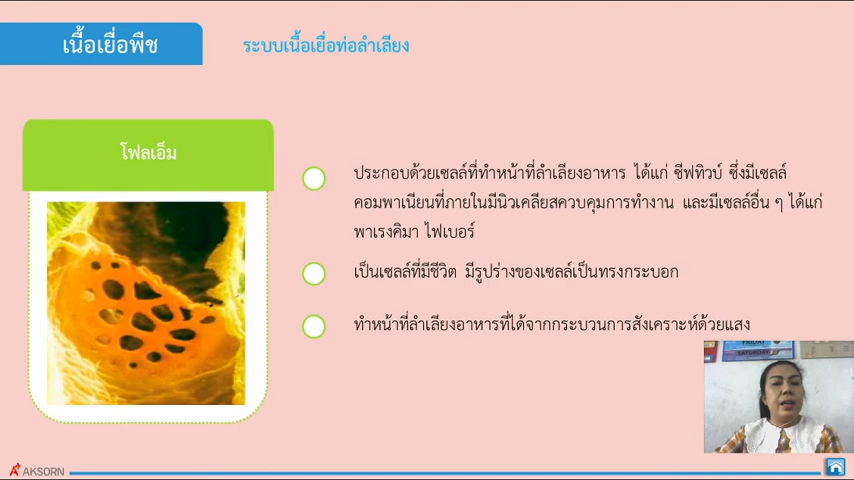 เนื้อเยื่อพืช
ระบบเนื้อเยื่อท่อลำเลียง
โฟลเอ็ม
ประกอบด้วยเซลล์ที่ทำหน้าที่ลำเลียงอาหาร ได้แก่ ซีฟทิวบ์ ซึ่งมีเซลล์
คอมพาเนียนที่ภายในมีนิวเคลียสควบคุมการทำงาน และมีเซลล์อื่น ๆ ได้แก่
พาเรงคิมา ไฟเบอร์
เป็นเซลล์ที่มีชีวิต มีรูปร่างของเซลล์เป็นทรงกระบอก
ทำหน้าที่ลำเลียงอาหารที่ได้จากกระบวนการสังเคราะห์ด้วยแสง
FRIDAY
SATURDAY
AKSORN